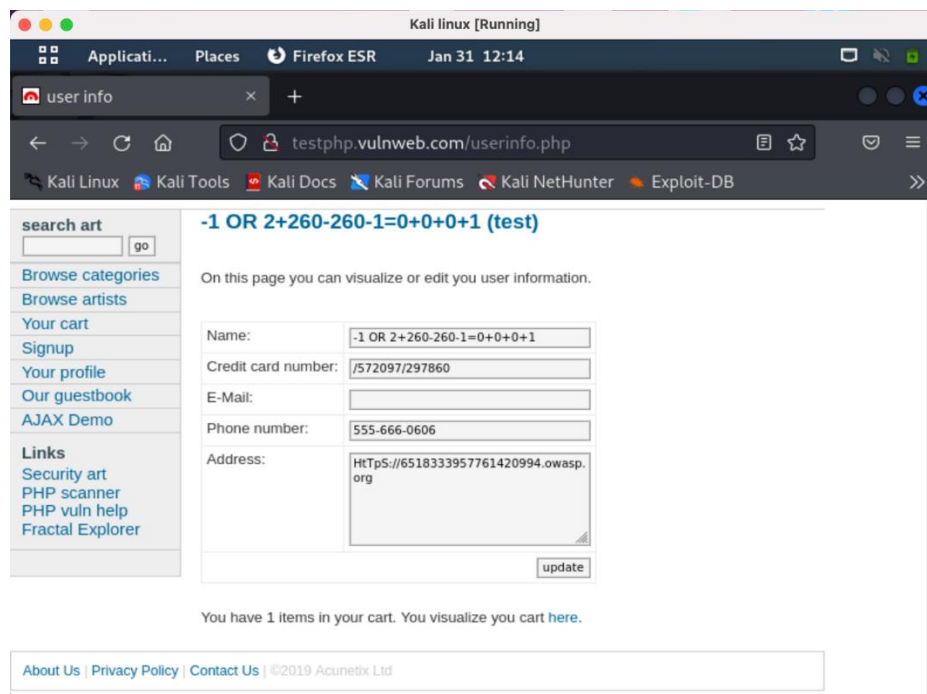 Kali linux [Running]
Applicati... Places Firefox ESR Jan 31 12:14
user info
testphp.vulnweb.com/userinfo.php
Kali Linux Kali Tools Kali Docs Kali Forums Kali NetHunter Exploit-DB
search art
go
Browse categories
Browse artists
Your cart
Signup
Your profile
Our guestbook
AJAX Demo
Links
Security art
PHP scanner
PHP vuln help
Fractal Explorer
-1 OR 2+260-260-1=0+0+0+1 (test)
On this page you can visualize or edit you user information.
Name: -1 OR 2+260-260-1=0+0+0+1
Credit card number: /572097/297860
E-Mail:
Phone number: 555-666-0606
Address: HtTpS://6518333957761420994.owasp.
org
update
You have 1 items in your cart. You visualize you cart here.
About Us | Privacy Policy | Contact Us | ©2019 Acunetix Ltd